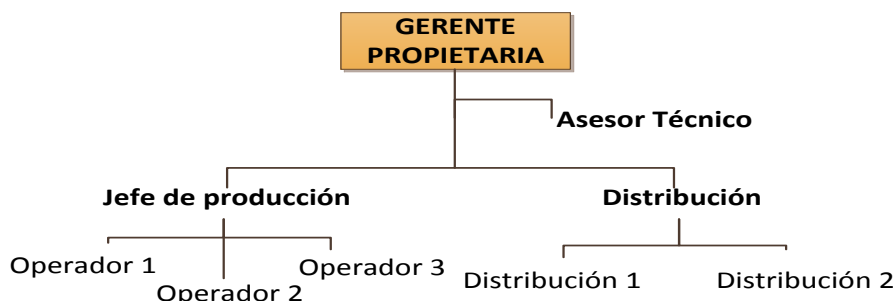 GERENTE
PROPIETARIA
Asesor Técnico
Jefe de producción
Distribución
Operador 1
Operador 2
Operador 3
Distribución 1
Distribución 2